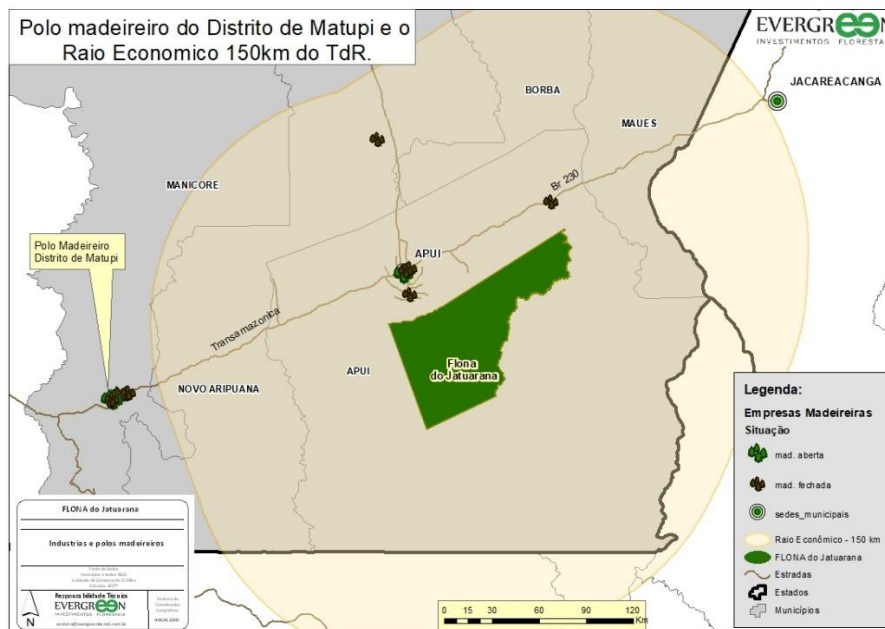 Polo madeireiro do Distrito de Matupi e o
Raio Economico 150km do TdR.
EVERGREEN
INVESTIMENTOS FLORESTAIS
JACAREACANGA
BORBA
MAUES
MANICORE
Br 230
Polo Madeireiro
Distrito de Matupi
APUI
Transamazonica
Flona
do Jatuarana
APUI
NOVO ARIPUANA
Legenda:
Empresas Madeireiras
Situação
mad. aberta
mad. fechada
sedes_municipais
Raio Econômico - 150 km
FLONA do Jatuarana
Estradas
Estados
Municípios
FLONA do Jatuarana
Industrias e polos madeireiros
Responsabilidade Técnica
EVERGREEN
N
0 15 30 60 90 120
Km